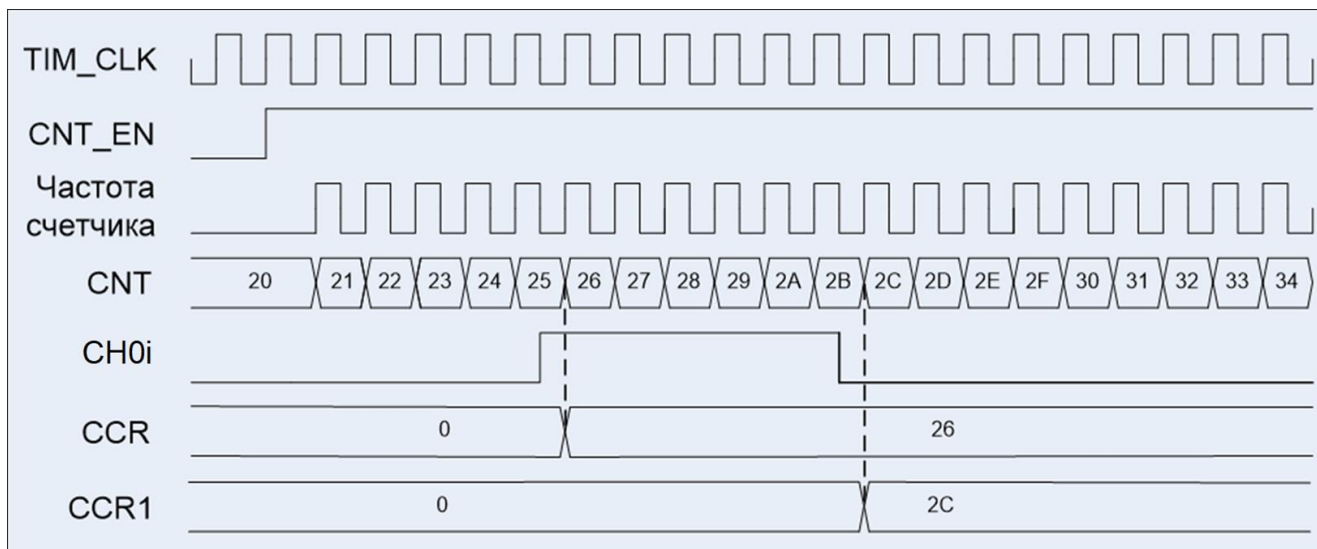 TIM_CLK
CNT_EN
Частота
счетчика
CNT 20 21 22 23 24 25 26 27 28 29 2A 2B 2C 2D 2E 2F 30 31 32 33 34
CH0i
CCR 0 26
CCR1 0 2C